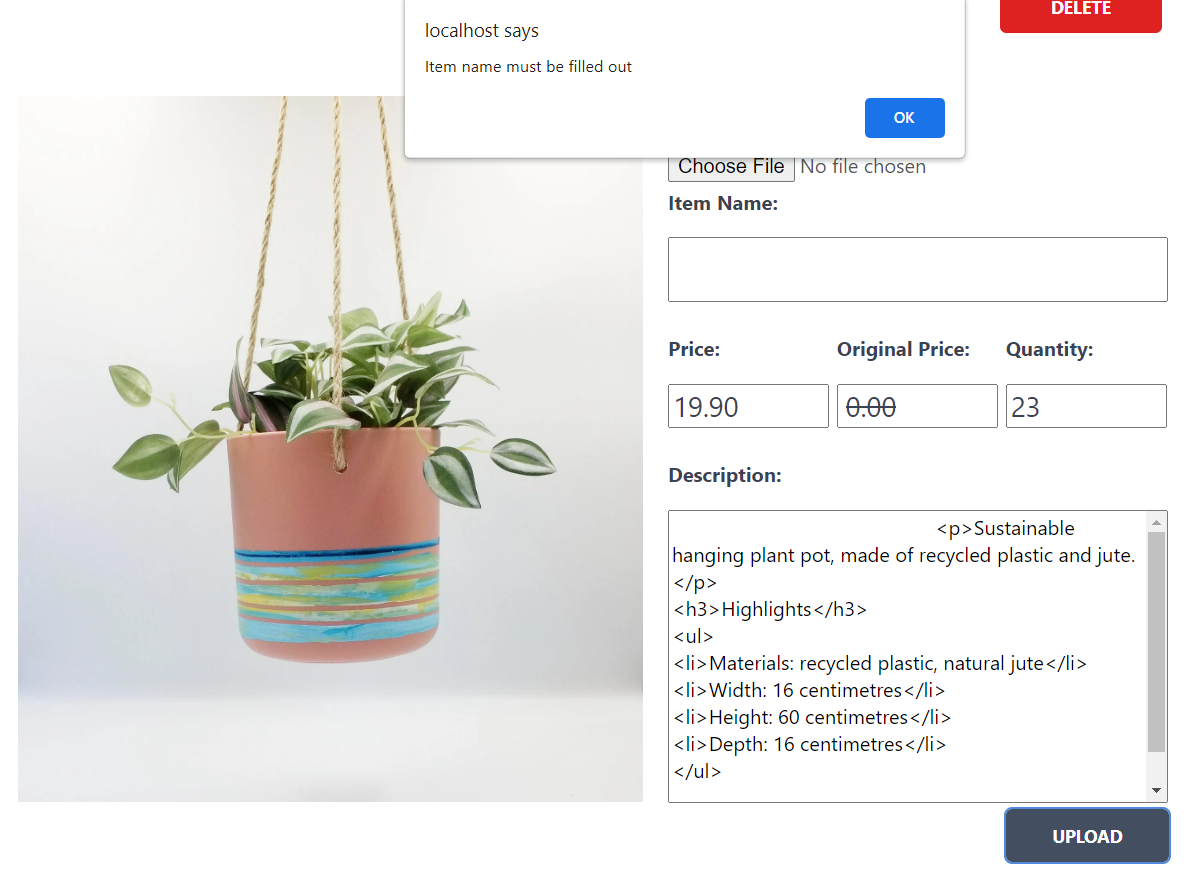 DELETE
localhost says
Item name must be filled out
OK
Choose File No file chosen
Item Name:
Price: Original Price: Quantity:
19.90 0.00 23
Description:
<p>Sustainable
hanging plant pot, made of recycled plastic and jute.
</p>
<h3>Highlights</h3>
<ul>
<li>Materials: recycled plastic, natural jute</li>
<li>Width: 16 centimetres</li>
<li>Height: 60 centimetres</li>
<li>Depth: 16 centimetres</li>
</ul>
UPLOAD